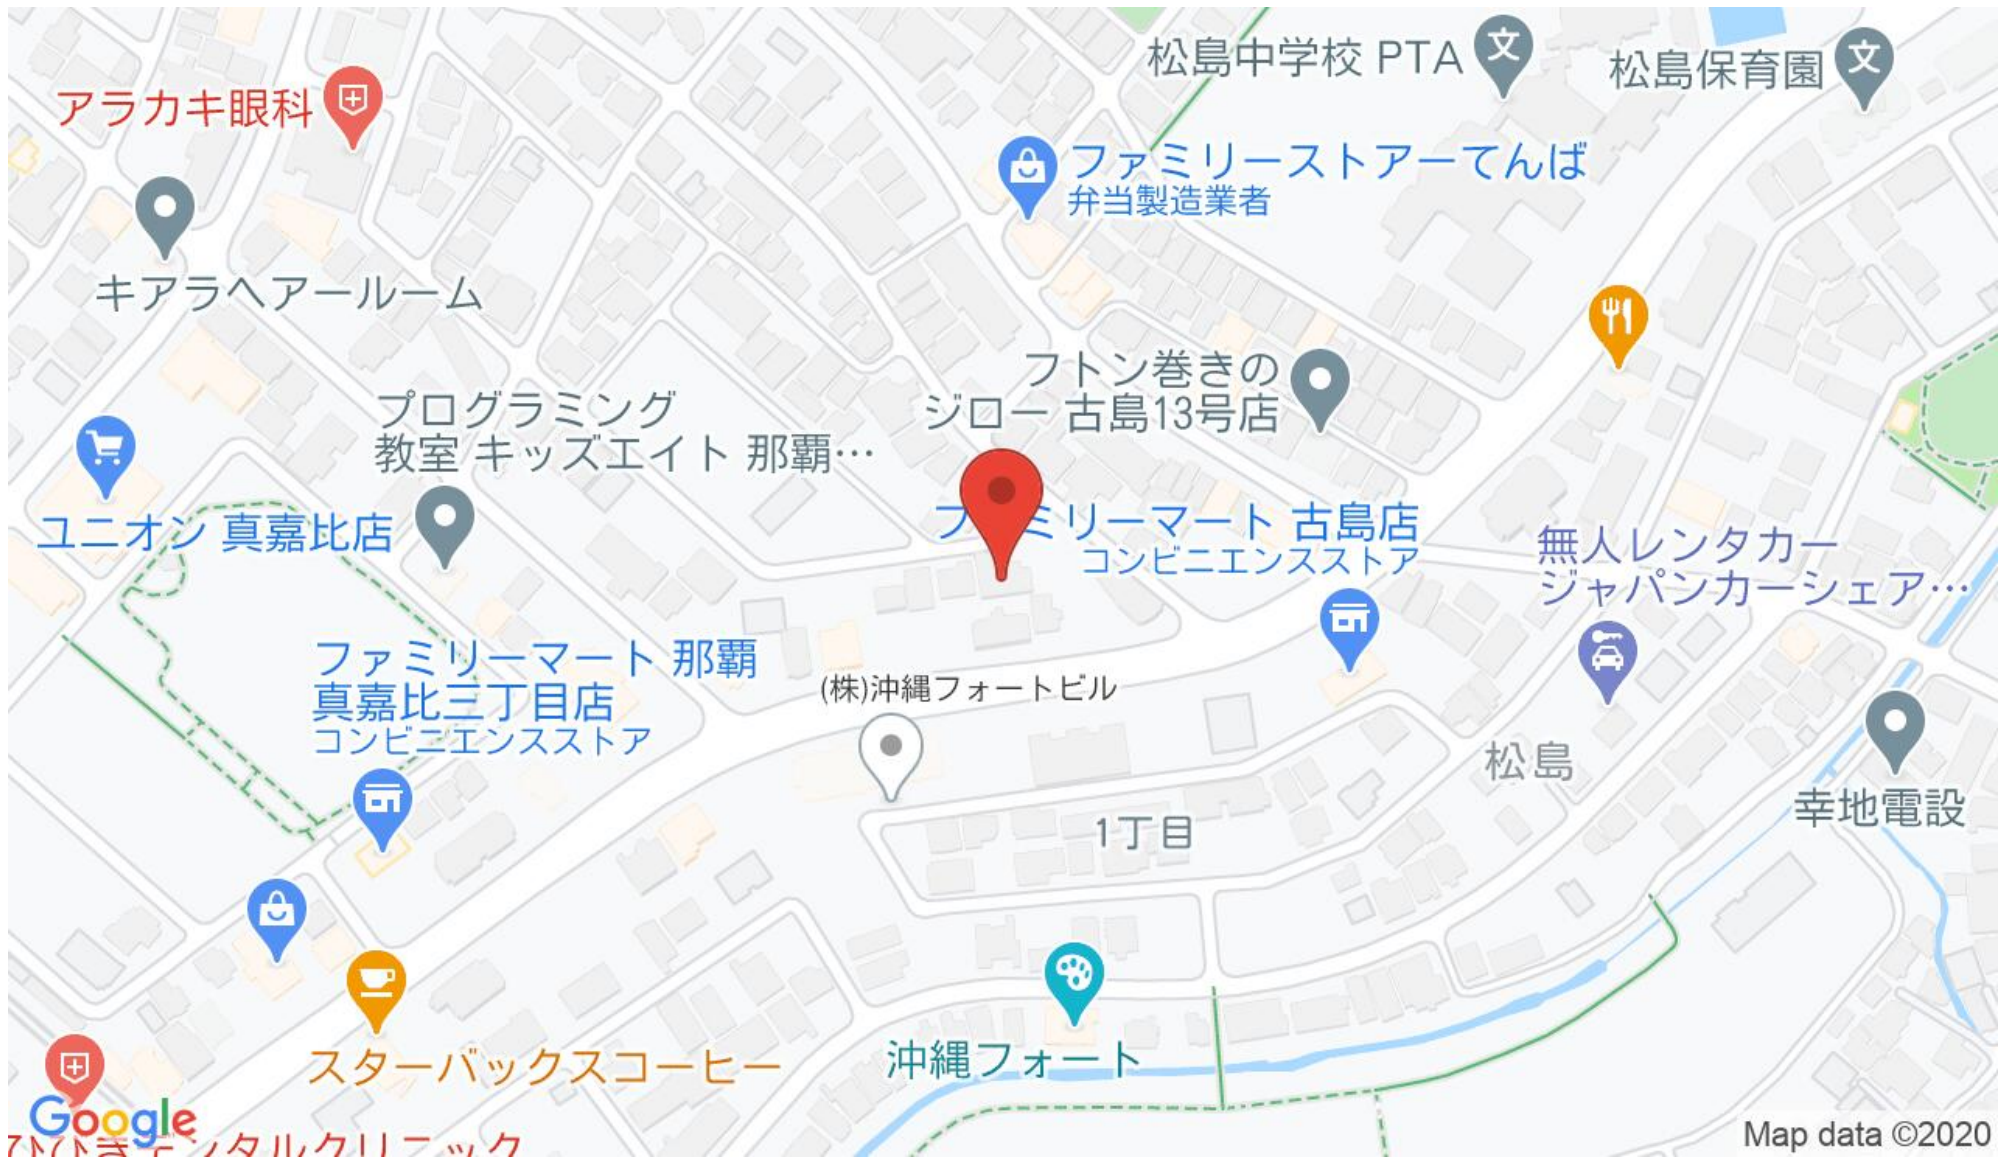 松島中学校 PTA
松島保育園
アラカキ眼科
ファミリーストアーてんば
弁当製造業者
キアラヘアールーム
フトン巻きの
ジロー 古島13号店
プログラミング
教室 キッズエイト 那覇…
ユニオン 真嘉比店
ミリーマート 古島店
コンビニエンスストア
無人レンタカー
ジャパンカーシェア…
ファミリーマート 那覇
真嘉比三丁目店
コンビニエンスストア
(株)沖縄フォートビル
松島
幸地電設
1丁目
沖縄フォート
スターバックスコーヒー
Google
タルクリニック
Map data ©2020